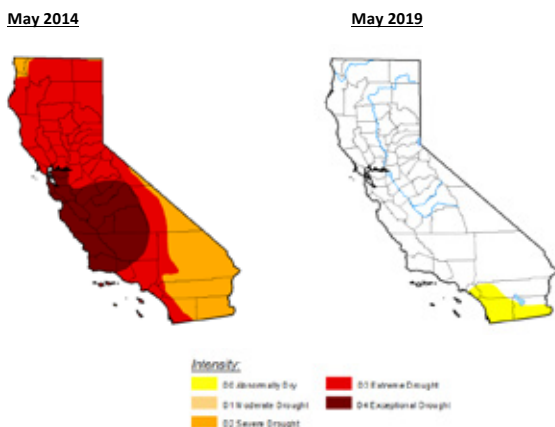 May 2014
May 2019
Intensity:
D0 Abnormally Dry
D3 Extreme Drought
D1 Moderate Drought
D4 Exceptional Drought
D2 Severe Drought